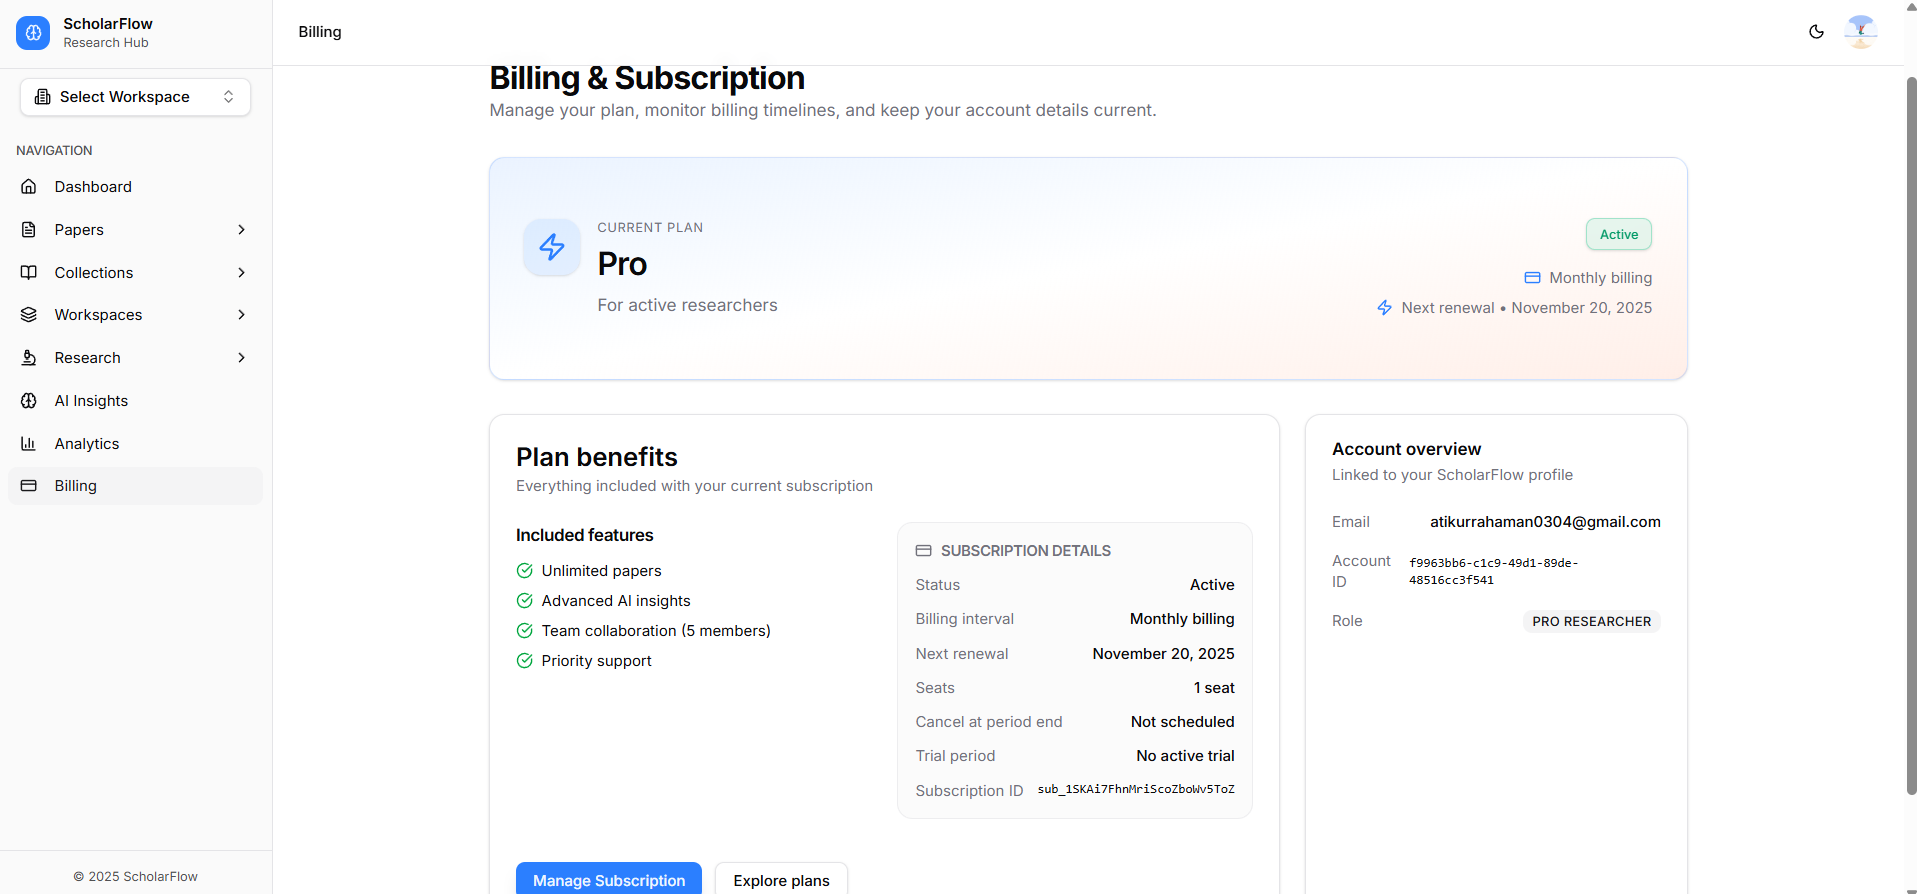 ScholarFlow
Research Hub
Select Workspace
NAVIGATION
Dashboard
Papers
Collections
Workspaces
Research
AI Insights
Analytics
Billing
© 2025 ScholarFlow
Billing
Billing & Subscription
Manage your plan, monitor billing timelines, and keep your account details current.
CURRENT PLAN
Pro
For active researchers
Active
Monthly billing
Next renewal • November 20, 2025
Plan benefits
Everything included with your current subscription
Included features
Unlimited papers
Advanced AI insights
Team collaboration (5 members)
Priority support
SUBSCRIPTION DETAILS
Status Active
Billing interval Monthly billing
Next renewal November 20, 2025
Seats 1 seat
Cancel at period end Not scheduled
Trial period No active trial
Subscription ID sub_1SKAi7FhnMriScoZboWv5ToZ
Manage Subscription
Explore plans
Account overview
Linked to your ScholarFlow profile
Email atikurrahaman0304@gmail.com
Account ID f9963bb6-c1c9-49d1-89de-
48516cc3f541
Role PRO RESEARCHER